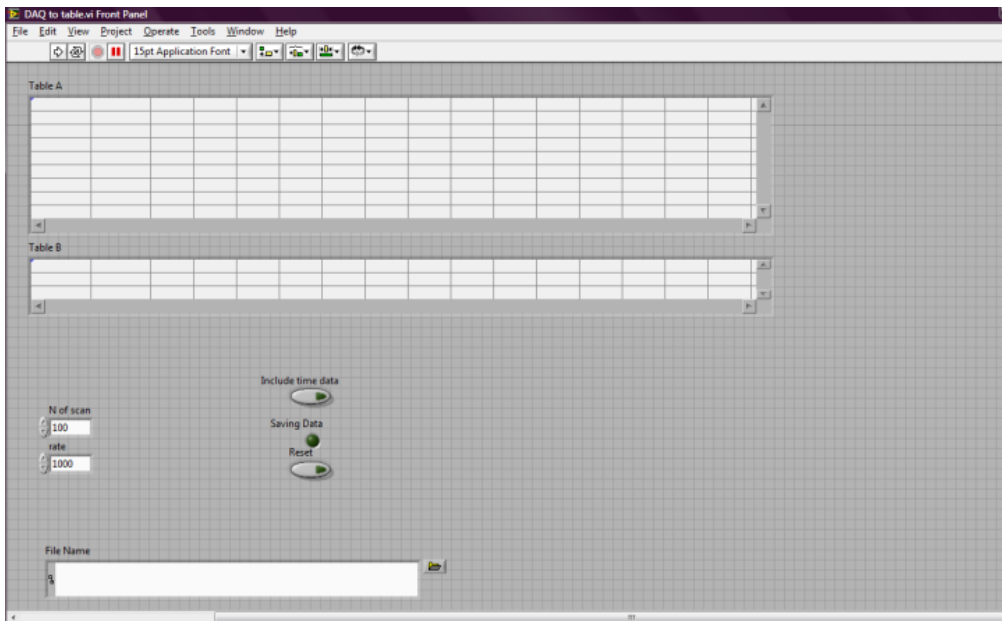 DAQ to table.vi Front Panel
File Edit View Project Operate Tools Window Help
15pt Application Font
Table A
Table B
Include time data
N of scan
100
Saving Data
rate
Reset
1000
File Name